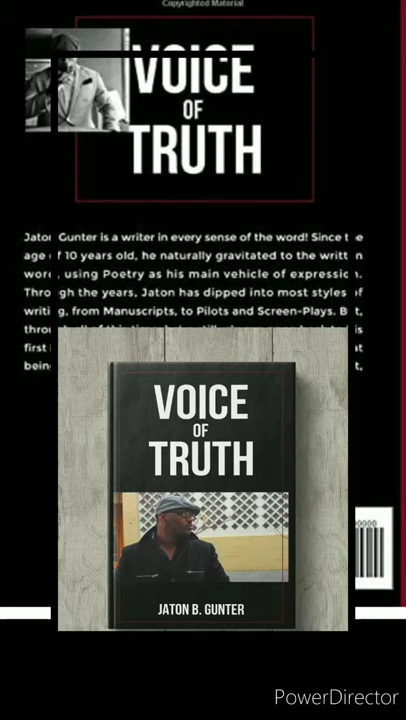 Copyrighted Material
VOICE
OF
TRUTH
Jaton Gunter is a writer in every sense of the word! Since the
age of 10 years old, he naturally gravitated to the written
word, using Poetry as his main vehicle of expression.
Through the years, Jaton has dipped into most styles of
writing, from Manuscripts, to Pilots and Screen-Plays. But,
first
VOICE
OF
TRUTH
JATON B. GUNTER
PowerDirector